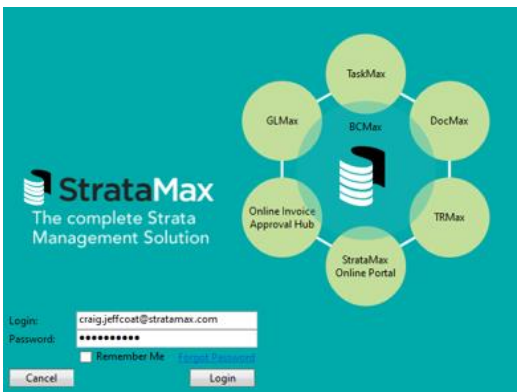 TaskMax
GLMax
BCMax
DocMax
StrataMax
The complete Strata
Management Solution
Online Invoice
Approval Hub
TRMax
StrataMax
Online Portal
Login:
craig.jeffcoat@stratamax.com
Password:
••••••••••
Remember Me
Forgot Password
Cancel
Login